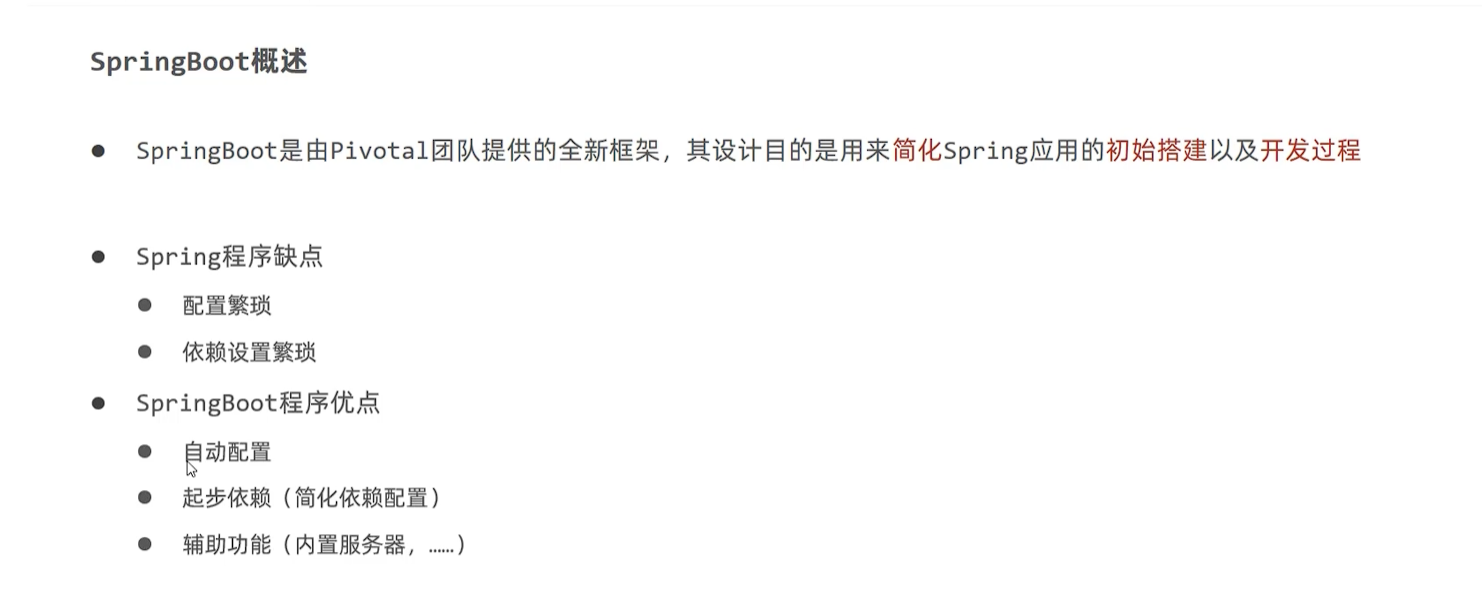 SpringBoot概述
SpringBoot是由Pivotal团队提供的全新框架，其设计目的是用来简化Spring应用的初始搭建以及开发过程
Spring程序缺点
配置繁琐
依赖设置繁琐
SpringBoot程序优点
自动配置
起步依赖（简化依赖配置）
辅助功能（内置服务器，……）